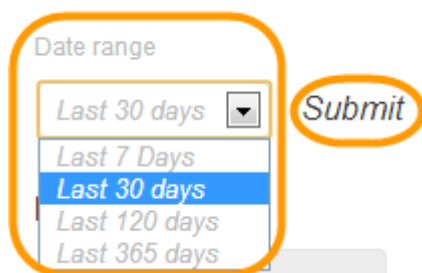 Date range
Last 30 days
Submit
Last 7 Days
Last 30 days
Last 120 days
Last 365 days